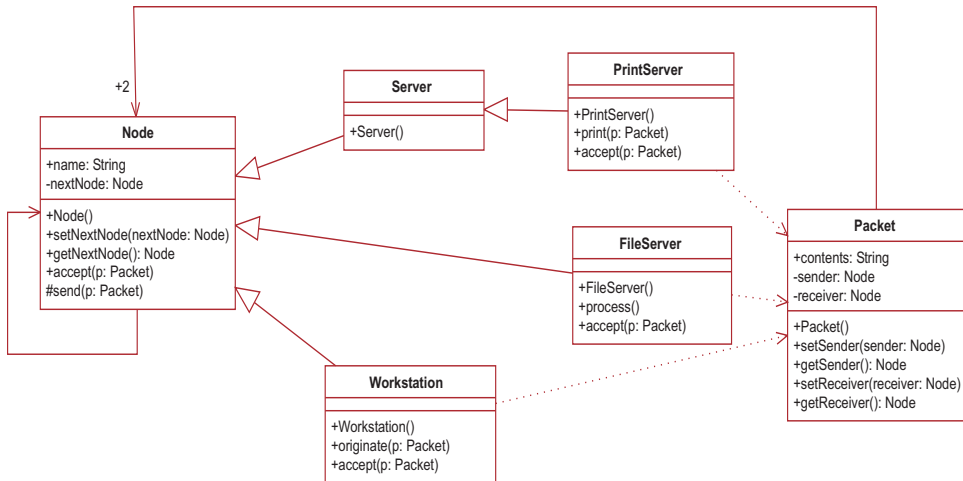 +2
Node
+name: String
-nextNode: Node
+Node()
+setNextNode(nextNode: Node)
+getNextNode(): Node
+accept(p: Packet)
#send(p: Packet)
Server
+Server()
PrintServer
+PrintServer()
+print(p: Packet)
+accept(p: Packet)
FileServer
+FileServer()
+process()
+accept(p: Packet)
Workstation
+Workstation()
+originate(p: Packet)
+accept(p: Packet)
Packet
+contents: String
-sender: Node
-receiver: Node
+Packet()
+setSender(sender: Node)
+getSender(): Node
+setReceiver(receiver: Node)
+getReceiver(): Node